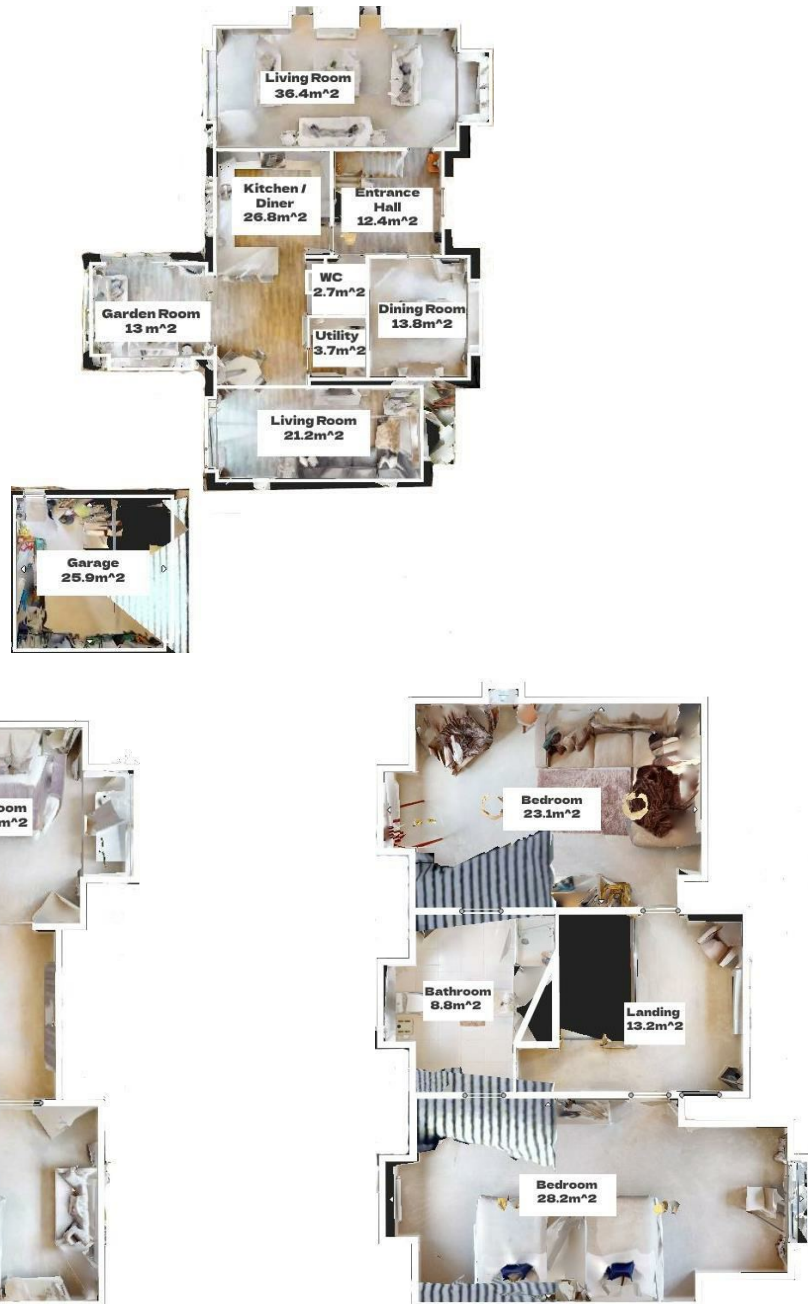 Living Room
36.4m^2
Kitchen /
Diner
26.8m^2
Entrance
Hall
12.4m^2
WC
2.7m^2
Garden Room
13 m^2
Dining Room
13.8m^2
Utility
3.7m^2
Living Room
21.2m^2
Garage
25.9m^2
oom
m^2
Bedroom
23.1m^2
Bathroom
8.8m^2
Landing
13.2m^2
Bedroom
28.2m^2